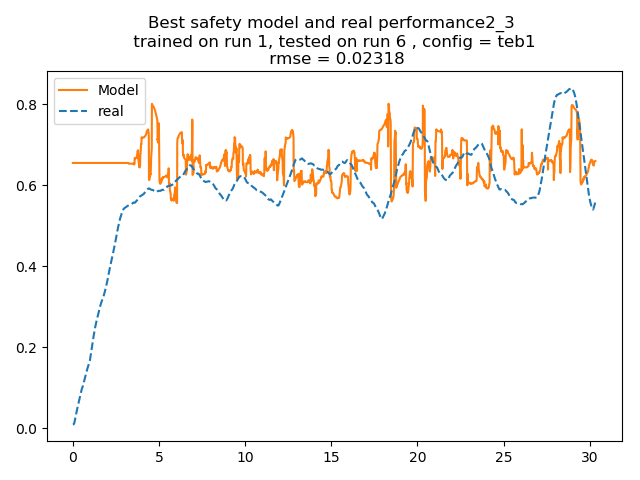 Best safety model and real performance2_3
trained on run 1, tested on run 6 , config = teb1
rmse = 0.02318
Model
real
0.8
0.6
0.4
0.2
0.0
0 5 10 15 20 25 30